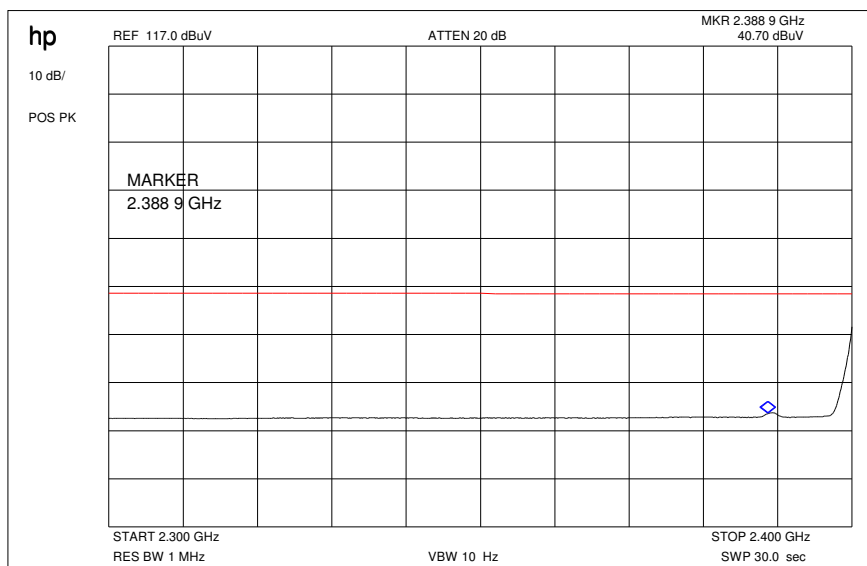 MKR 2.388 9 GHz
hp REF 117.0 dBuV ATTEN 20 dB 40.70 dBuV
10 dB/
POS PK
MARKER
2.388 9 GHz
START 2.300 GHz STOP 2.400 GHz
RES BW 1 MHz VBW 10 Hz SWP 30.0 sec